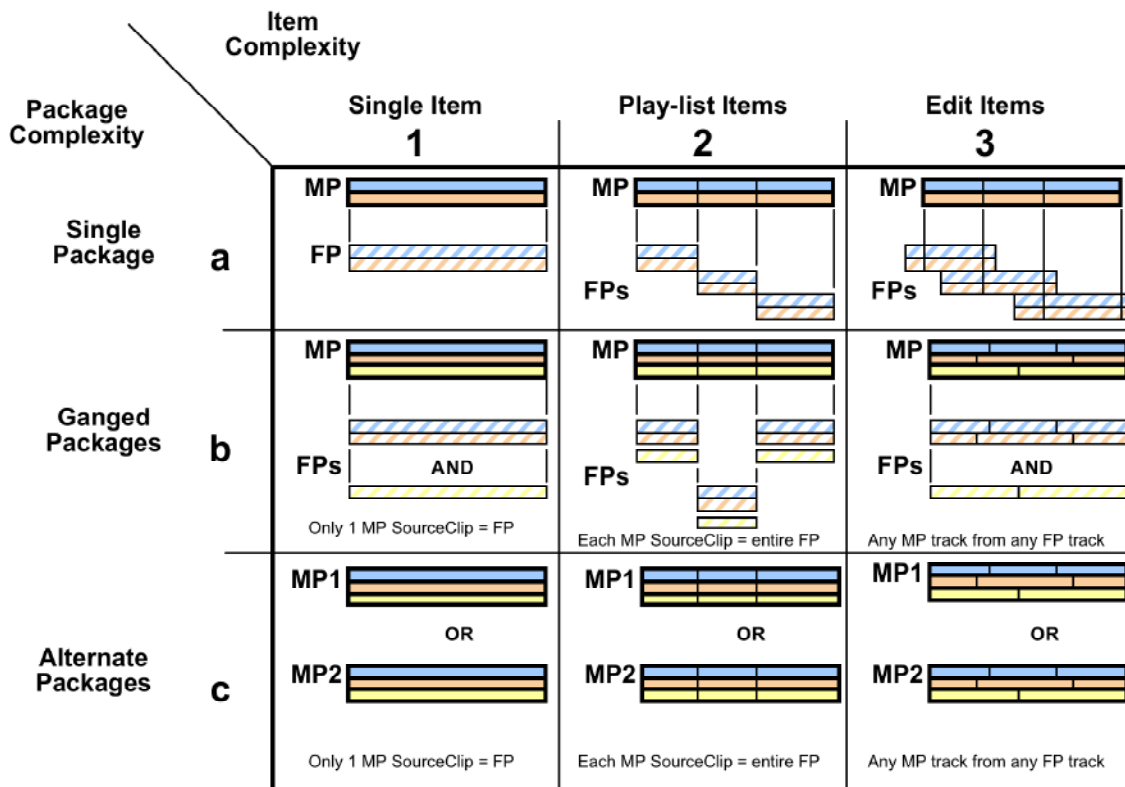 Item
Complexity
Package
Complexity
Single Item
Play-list Items
Edit Items
1
2
3
MP
MP
MP
Single
Package
a
FP
FPs
FPs
MP
MP
MP
Ganged
Packages
b
FPs
AND
FPs
FPs
AND
Only 1 MP SourceClip = FP
Each MP SourceClip = entire FP
Any MP track from any FP track
MP1
MP1
MP1
OR
OR
OR
Alternate
Packages
c
MP2
MP2
MP2
Only 1 MP SourceClip = FP
Each MP SourceClip = entire FP
Any MP track from any FP track